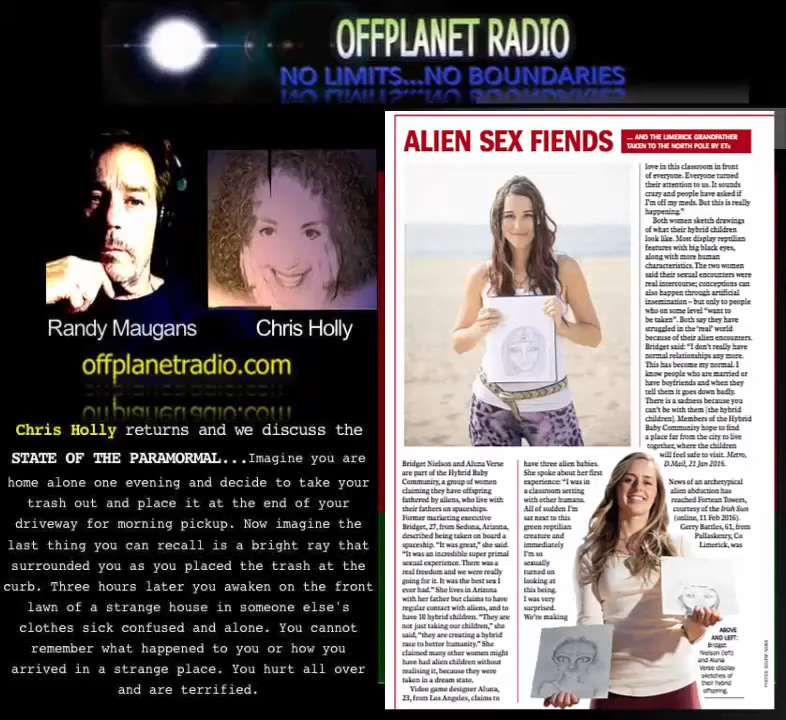 OFFPLANET RADIO
NO LIMITS...NO BOUNDARIES
Randy Maugans
Chris Holly
offplanetradio.com
Chris Holly returns and we discuss the
STATE OF THE PARAMORMAL...Imagine you are
home alone one evening and decide to take your
trash out and place it at the end of your
driveway for morning pickup. Now imagine the
last thing you can recall is a bright ray that
surrounded you as you placed the trash at the
curb. Three hours later you awaken on the front
lawn of a strange house in someone else's
clothes sick confused and alone. You cannot
remember what happened to you or how you
arrived in a strange place. You hurt all over
and are terrified.
ALIEN SEX FIENDS
... AND THE LIMERICK GRANDFATHER
TAKEN TO THE NORTH POLE BY ETs
Bridget Nielson and Aluna Verse
are part of the Hybrid Baby
Community, a group of women
claiming they have offspring
fathered by aliens, who live with
their fathers on spaceships.
Former marketing executive
Bridget, 27, from Sedona, Arizona,
described being taken on board a
spaceship. "It was great," she said.
"It was an incredible super primal
sexual experience. There was a
real freedom and we were really
going for it. It was the best sex I
ever had." She lives in Arizona
with her father but claims to have
regular contact with aliens, and to
have 10 hybrid children. "They are
not just taking our children," she
said, "they are creating a hybrid
race to better humanity." She
claimed many other women might
have had alien children without
realising it, because they were
taken in a dream state.
Video game designer Aluna,
23, from Los Angeles, claims to
have three alien babies.
She spoke about her first
experience: "I was in
a classroom setting
with other humans.
All of sudden I'm
sat next to this
green reptilian
creature and
immediately
I'm so
sexually
turned on
looking at
this being.
I was very
surprised.
We're making
love in this classroom in front
of everyone. Everyone turned
their attention to us. It sounds
crazy and people have asked if
I'm off my meds. But this is really
happening."
Both women sketch drawings
of what their hybrid children
look like. Most display reptilian
features with big black eyes,
along with more human
characteristics. The two women
said their sexual encounters were
real intercourse; conceptions can
also happen through artificial
insemination – but only to people
who on some level "want to
be taken". Both say they have
struggled in the 'real' world
because of their alien encounters.
Bridget said: "I don't really have
normal relationships any more.
This has become my normal. I
know people who are married or
have boyfriends and when they
tell them it goes down badly.
There is a sadness because you
can't be with them [the hybrid
children]. Members of the Hybrid
Baby Community hope to find
a place far from the city to live
together, where the children
will feel safe to visit. Metro,
D.Mail, 21 Jan 2016.
News of an archetypical
alien abduction has
reached Fortean Towers,
courtesy of the Irish Sun
(online, 11 Feb 2016).
Gerry Battles, 61, from
Pallaskenry, Co
Limerick, was
ABOVE
AND LEFT:
Bridget
Nielson (left)
and Aluna
Verse display
sketches of
their hybrid
offspring.